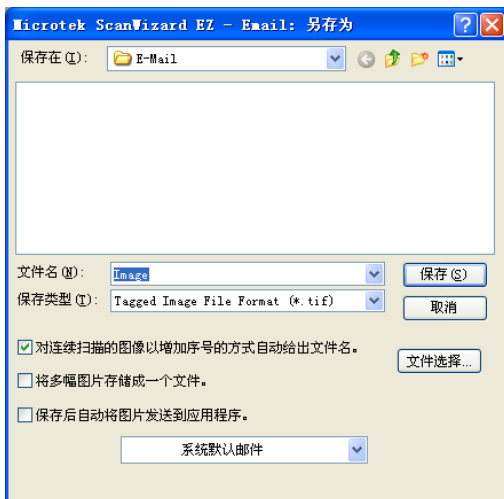 Microtek ScanWizard EZ - Email: 另存为
保存在(I):
E-Mail
文件名(N):
Image
保存(S)
保存类型(T):
Tagged Image File Format (*.tif)
取消
对连续扫描的图像以增加序号的方式自动给出文件名。
文件选择...
将多幅图片存储成一个文件。
保存后自动将图片发送到应用程序。
系统默认邮件